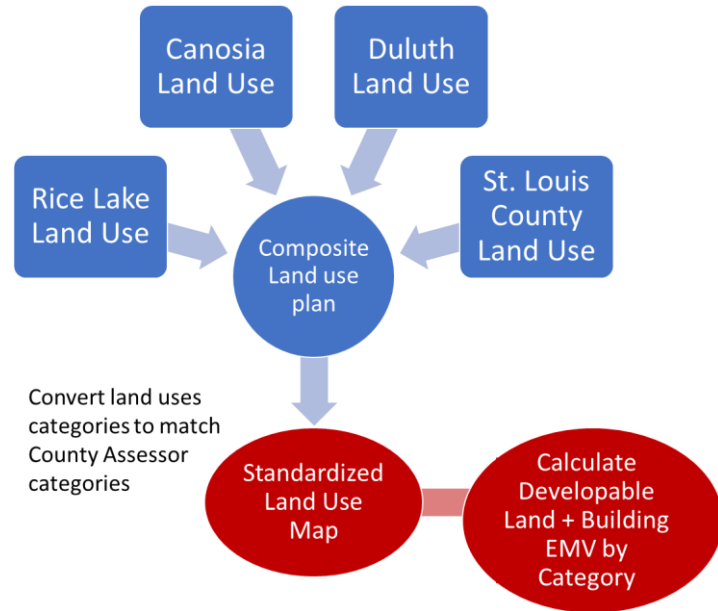 Canosia
Land Use
Duluth
Land Use
Rice Lake
Land Use
St. Louis
County
Land Use
Composite
Land use
plan
Convert land uses
categories to match
County Assessor
categories
Standardized
Land Use
Map
Calculate
Developable
Land + Building
EMV by
Category